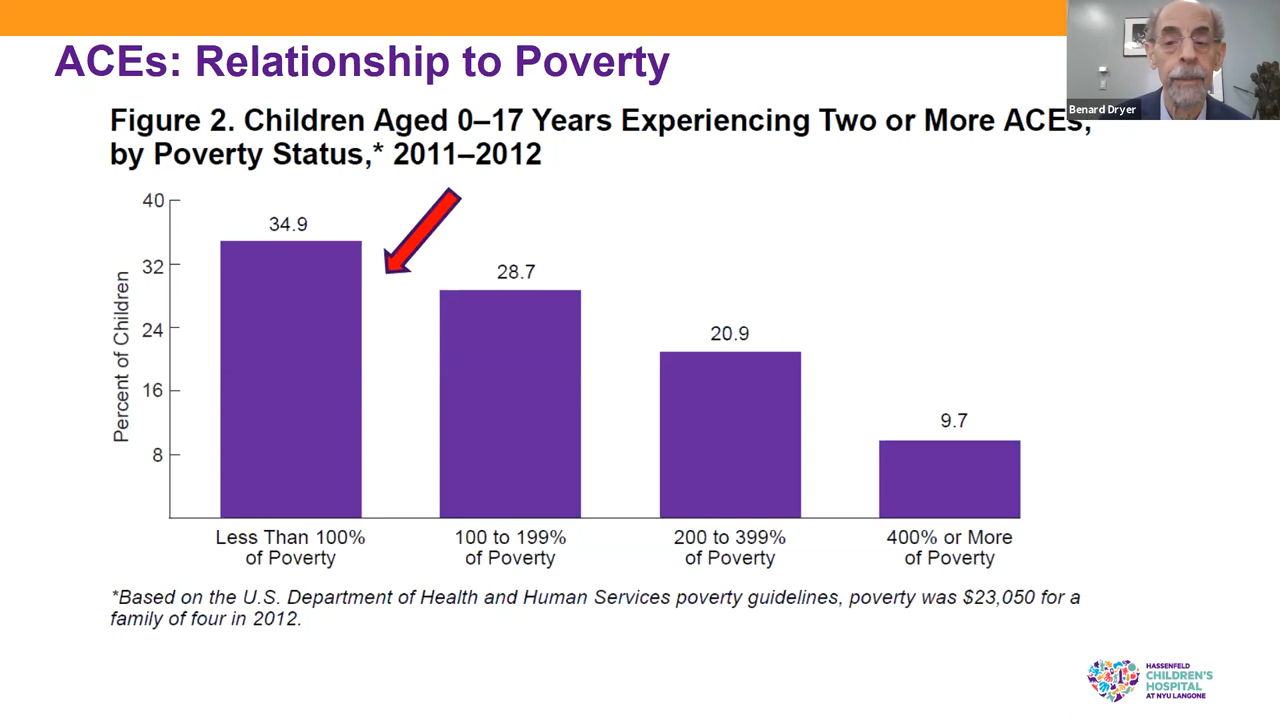 ACEs: Relationship to Poverty
Benard Dryer
Figure 2. Children Aged 0–17 Years Experiencing Two or More ACEs,
by Poverty Status,* 2011–2012
Percent of Children
40
32
24
16
8
34.9
28.7
20.9
9.7
Less Than 100%
of Poverty
100 to 199%
of Poverty
200 to 399%
of Poverty
400% or More
of Poverty
*Based on the U.S. Department of Health and Human Services poverty guidelines, poverty was $23,050 for a
family of four in 2012.
HASSENFELD
CHILDREN'S
HOSPITAL
AT NYU LANGONE